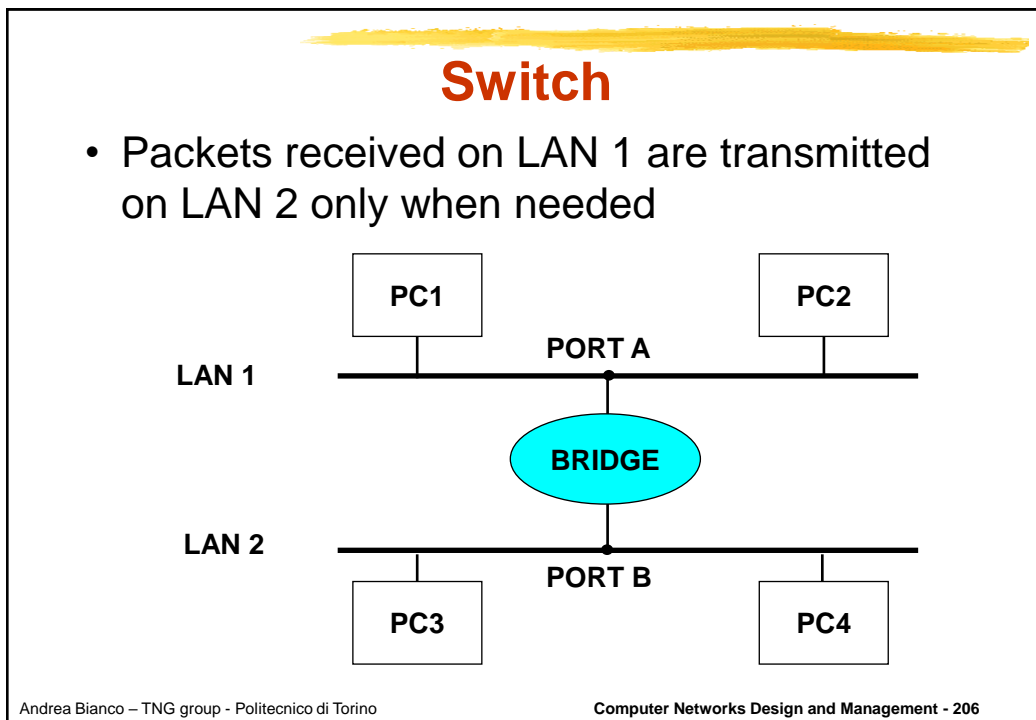 Switch
• Packets received on LAN 1 are transmitted
on LAN 2 only when needed
PC1
PC2
PORT A
LAN 1
BRIDGE
LAN 2
PORT B
PC3
PC4
Andrea Bianco – TNG group - Politecnico di Torino
Computer Networks Design and Management - 206